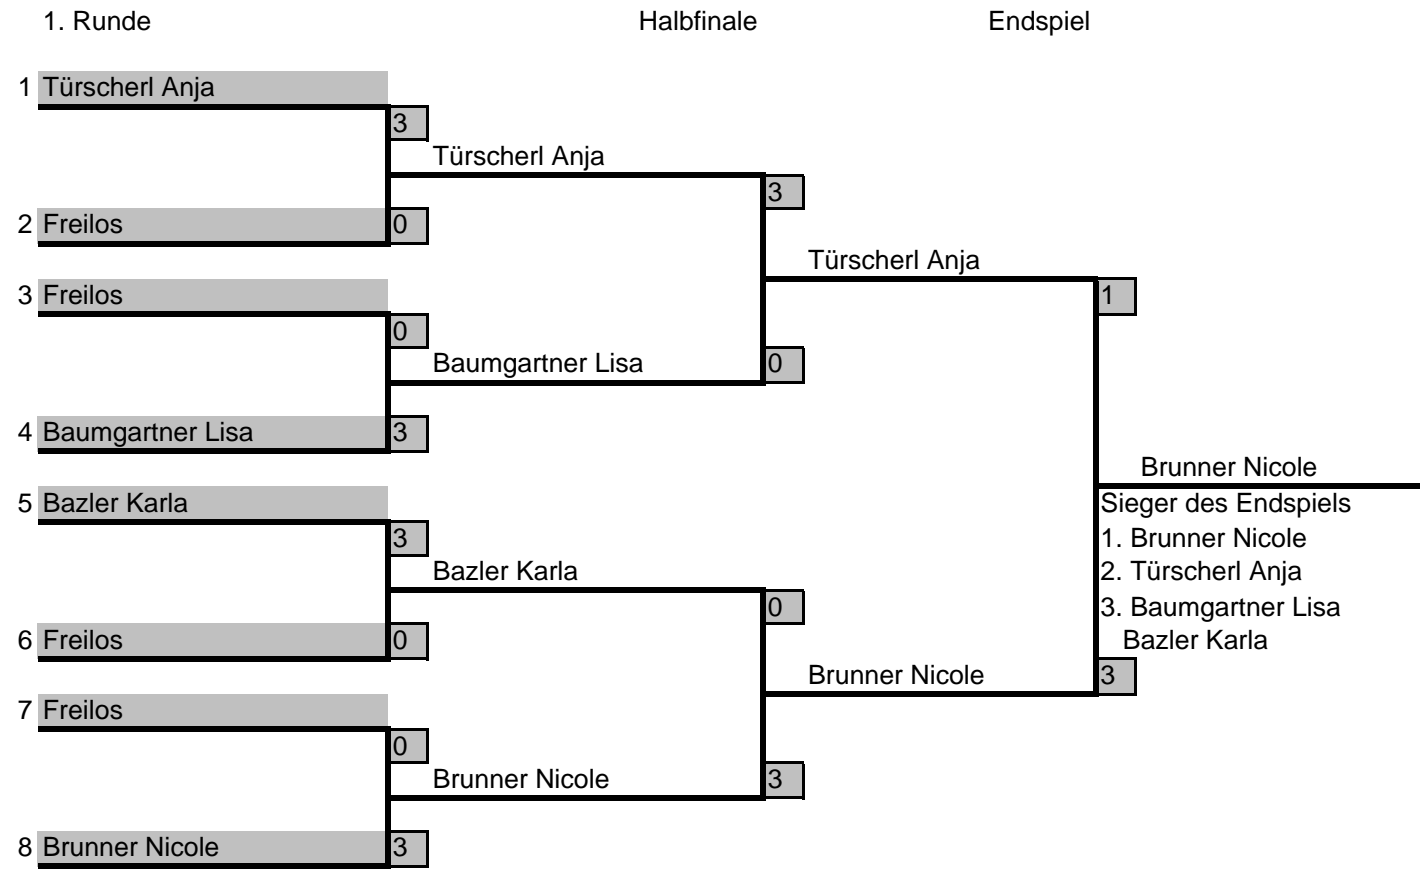 1. Runde Halbfinale Endspiel
1 Türscherl Anja
3
Türscherl Anja
3
2 Freilos 0
Türscherl Anja
3 Freilos
1
0
Baumgartner Lisa 0
4 Baumgartner Lisa 3
Brunner Nicole
5 Bazler Karla Sieger des Endspiels
3 1. Brunner Nicole
Bazler Karla 2. Türscherl Anja
0 3. Baumgartner Lisa
6 Freilos 0 Bazler Karla
Brunner Nicole 3
7 Freilos
0
Brunner Nicole 3
8 Brunner Nicole 3